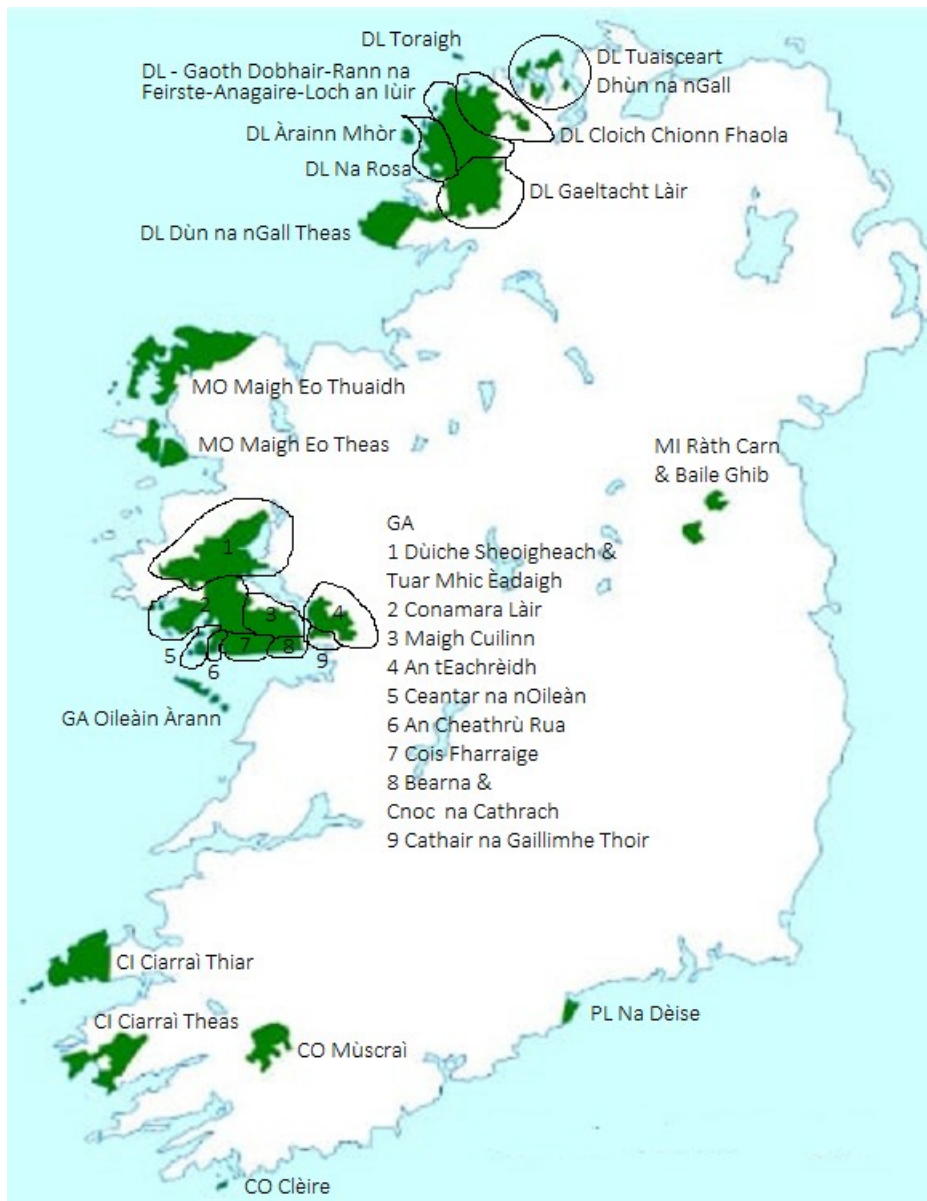 DL Toraigh
DL Tuaisceart
Dhùn na nGall
DL - Gaoth Dobhair-Rann na
Feirste-Anagaire-Loch an Iùir
DL Àrainn Mhòr
DL Cloich Chionn Fhaola
DL Na Rosa
DL Gaeltacht Làir
DL Dùn na nGall Theas
MO Maigh Eo Thuaidh
MO Maigh Eo Theas
MI Ràth Carn
& Baile Ghib
GA
1 Dùiche Sheoigheach &
Tuar Mhic Èadaigh
2 Conamara Làir
3 Maigh Cuilinn
4 An tEachrèidh
5 Ceantar na nOileàn
6 An Cheathrù Rua
7 Cois Fharraige
8 Bearna &
Cnoc na Cathrach
9 Cathair na Gaillimhe Thoir
1
2
3
4
5
6
7
8
9
GA Oileàin Àrann
CI Ciarraì Thiar
CI Ciarraì Theas
CO Mùscraì
PL Na Dèise
CO Clèire